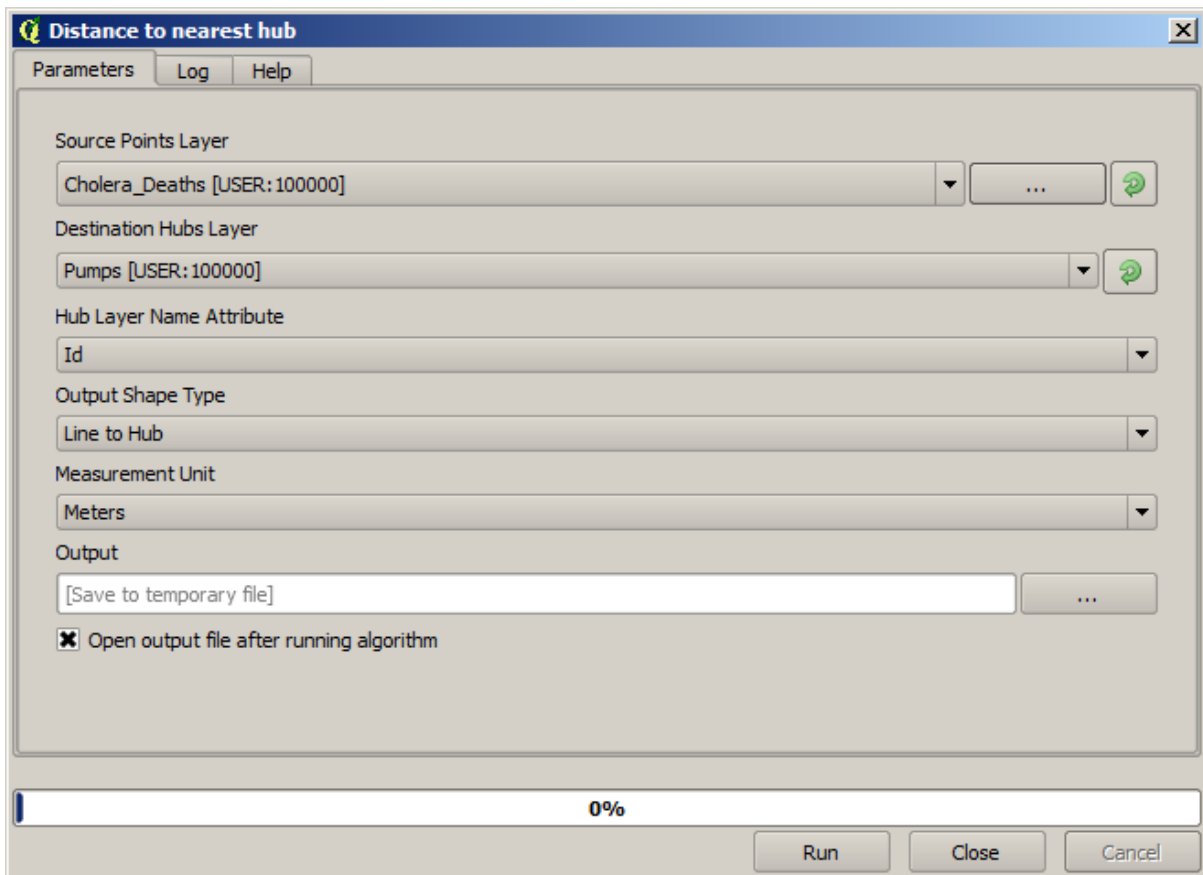 Distance to nearest hub
Parameters Log Help
Source Points Layer
Cholera_Deaths [USER:100000] ...
Destination Hubs Layer
Pumps [USER:100000]
Hub Layer Name Attribute
Id
Output Shape Type
Line to Hub
Measurement Unit
Meters
Output
[Save to temporary file] ...
Open output file after running algorithm
0%
Run Close Cancel